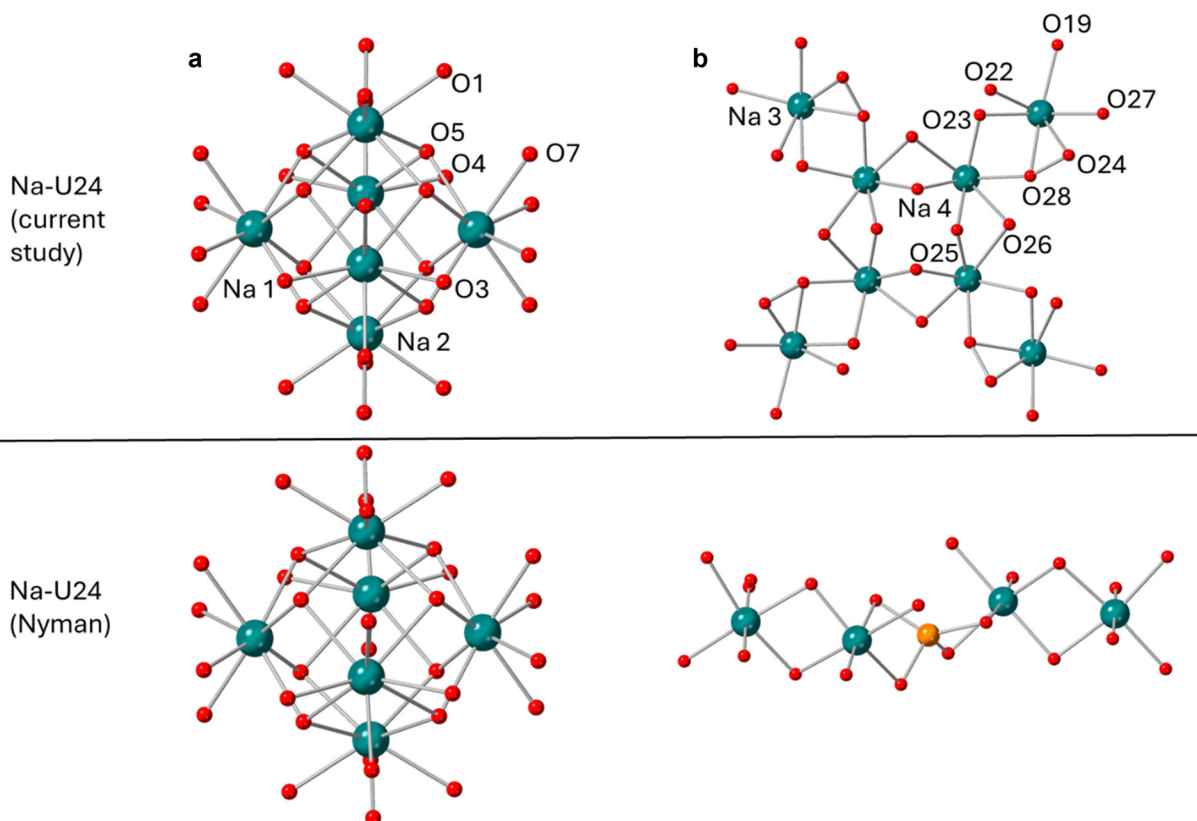 a
b
O19
O1
O22
O27
Na 3
O23
O5
O4
O7
O24
Na-U24
(current
study)
O28
Na 4
O26
O25
Na 1
O3
Na 2
Na-U24
(Nyman)